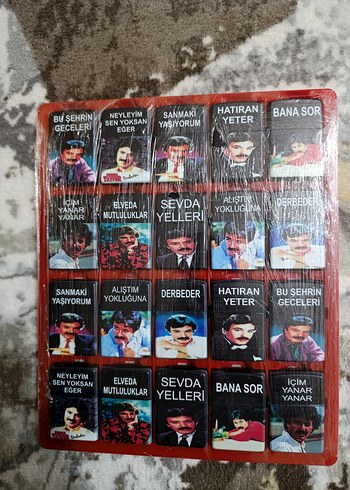 BU ŞEHRİN
GECELERİ
NEYLEYİM
SEN YOKSAN
EĞER
SANMAKİ
YAŞIYORUM
HATIRAN
YETER
BANA SOR
İÇİM
YANAR
YANAR
ELVEDA
MUTLULUKLAR
SEVDA
YELLERİ
ALIŞTIM
YOKLUĞUNA
DERBEDER
SANMAKİ
YAŞIYORUM
ALIŞTIM
YOKLUĞUNA
DERBEDER
HATIRAN
YETER
BU ŞEHRİN
GECELERİ
NEYLEYİM
SEN YOKSAN
EĞER
ELVEDA
MUTLULUKLAR
SEVDA
YELLERİ
BANA SOR
İÇİM
YANAR
YANAR